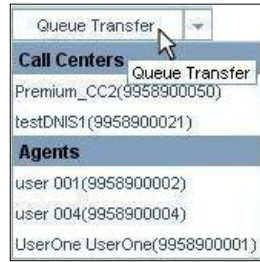 Queue Transfer
Call Centers
Queue Transfer
Premium_CC2(9958900050)
testDNIS1(9958900021)
Agents
user 001(9958900002)
user 004(9958900004)
UserOne UserOne(9958900001)